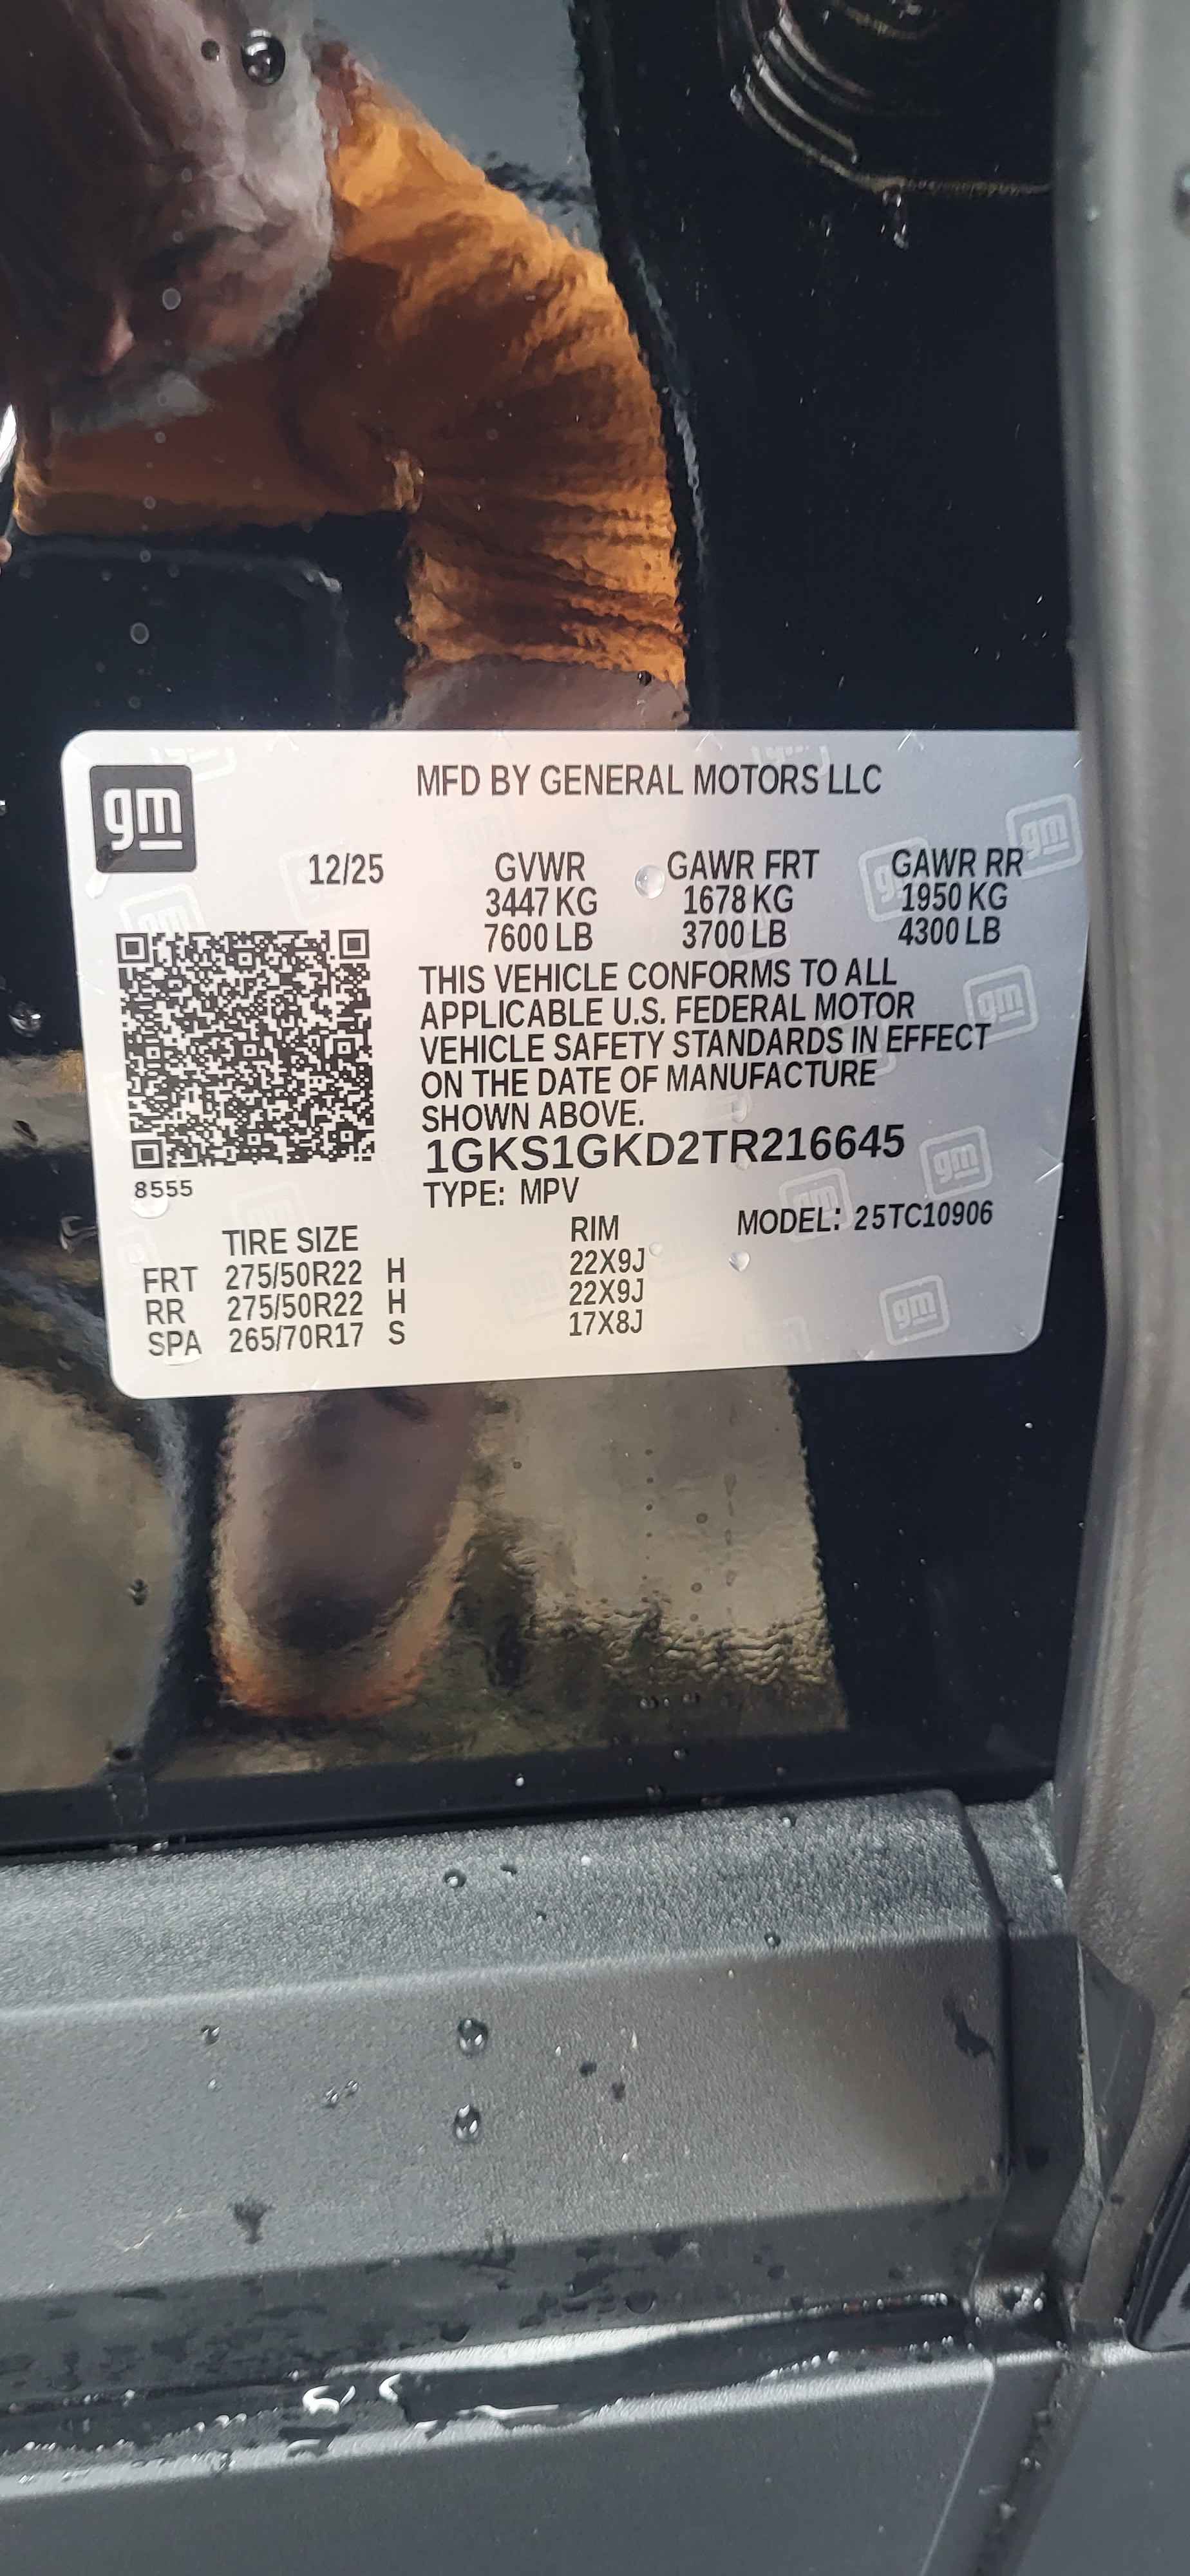 gm
MFD BY GENERAL MOTORS LLC
12/25
GVWR GAWR FRT GAWR RR
3447 KG 1678 KG 1950 KG
7600 LB 3700 LB 4300 LB
THIS VEHICLE CONFORMS TO ALL
APPLICABLE U.S. FEDERAL MOTOR
VEHICLE SAFETY STANDARDS IN EFFECT
ON THE DATE OF MANUFACTURE
SHOWN ABOVE.
1GKS1GKD2TR216645
8555
TYPE: MPV
MODEL: 25TC10906
TIRE SIZE RIM
FRT 275/50R22 H 22X9J
RR 275/50R22 H 22X9J
SPA 265/70R17 S 17X8J